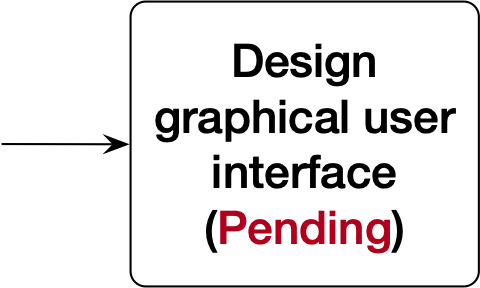 Design
graphical user
interface
(Pending)